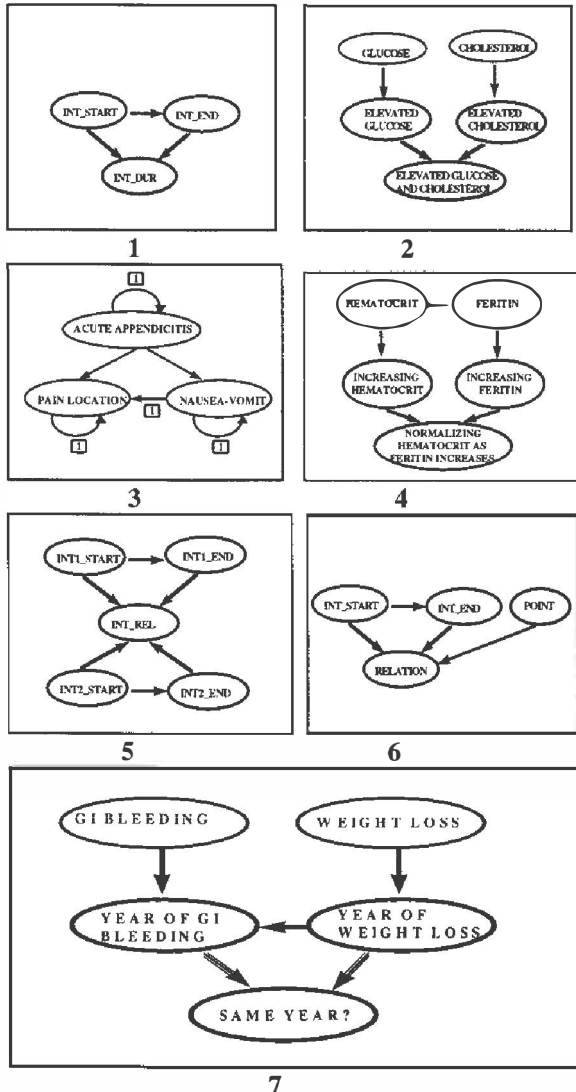 INT_START
INT_END
INT_DUR
1
GLUCOSE
CHOLESTEROL
ELEVATED
GLUCOSE
ELEVATED
CHOLESTEROL
ELEVATED GLUCOSE
AND CHOLESTEROL
2
1
ACUTE APPENDICITIS
PAIN LOCATION
NAUSEA-VOMIT
1
1
1
3
HEMATOCRIT
FERITIN
INCREASING
HEMATOCRIT
INCREASING
FERITIN
NORMALIZING
HEMATOCRIT AS
FERITIN INCREASES
4
INT1_START
INT1_END
INT_REL
INT2_START
INT2_END
5
INT_START
INT_END
POINT
RELATION
6
GI BLEEDING
WEIGHT LOSS
YEAR OF GI
BLEEDING
YEAR OF
WEIGHT LOSS
SAME YEAR?
7